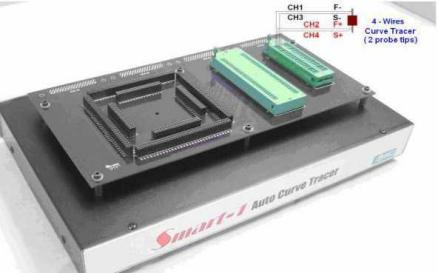 CH1 F-
CH3 S-
CH2 F+
CH4 S+
4 - Wires
Curve Tracer
( 2 probe tips)
Smart-1 Auto Curve Tracer